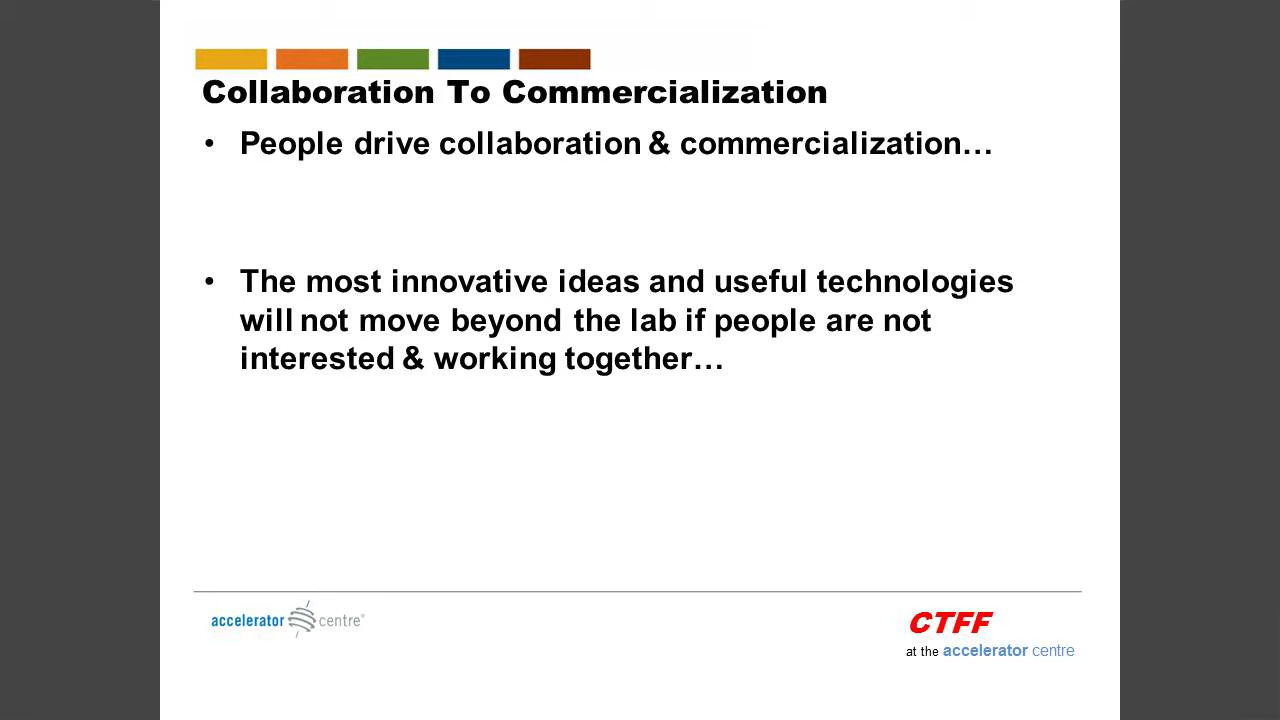 Collaboration To Commercialization
• People drive collaboration & commercialization…
• The most innovative ideas and useful technologies
will not move beyond the lab if people are not
interested & working together…
accelerator centre®
CTFF
at the accelerator centre